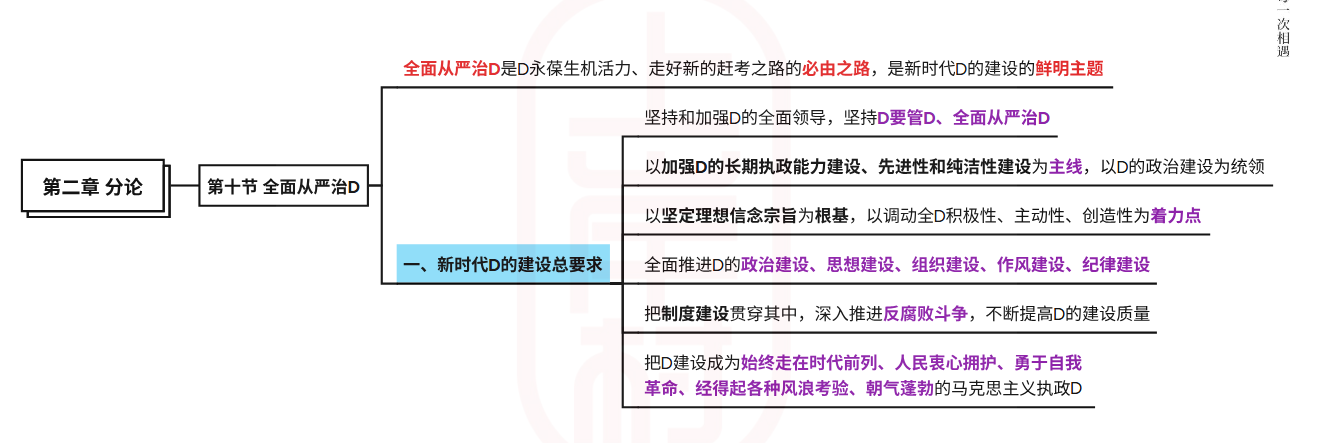 一次相遇
全面从严治D是D永葆生机活力、走好新的赶考之路的必由之路，是新时代D的建设的鲜明主题
坚持和加强D的全面领导，坚持D要管D、全面从严治D
以加强D的长期执政能力建设、先进性和纯洁性建设为主线，以D的政治建设为统领
第二章 分论
第十节 全面从严治D
以坚定理想信念宗旨为根基，以调动全D积极性、主动性、创造性为着力点
一、新时代D的建设总要求
全面推进D的政治建设、思想建设、组织建设、作风建设、纪律建设
把制度建设贯穿其中，深入推进反腐败斗争，不断提高D的建设质量
把D建设成为始终走在时代前列、人民衷心拥护、勇于自我
革命、经得起各种风浪考验、朝气蓬勃的马克思主义执政D